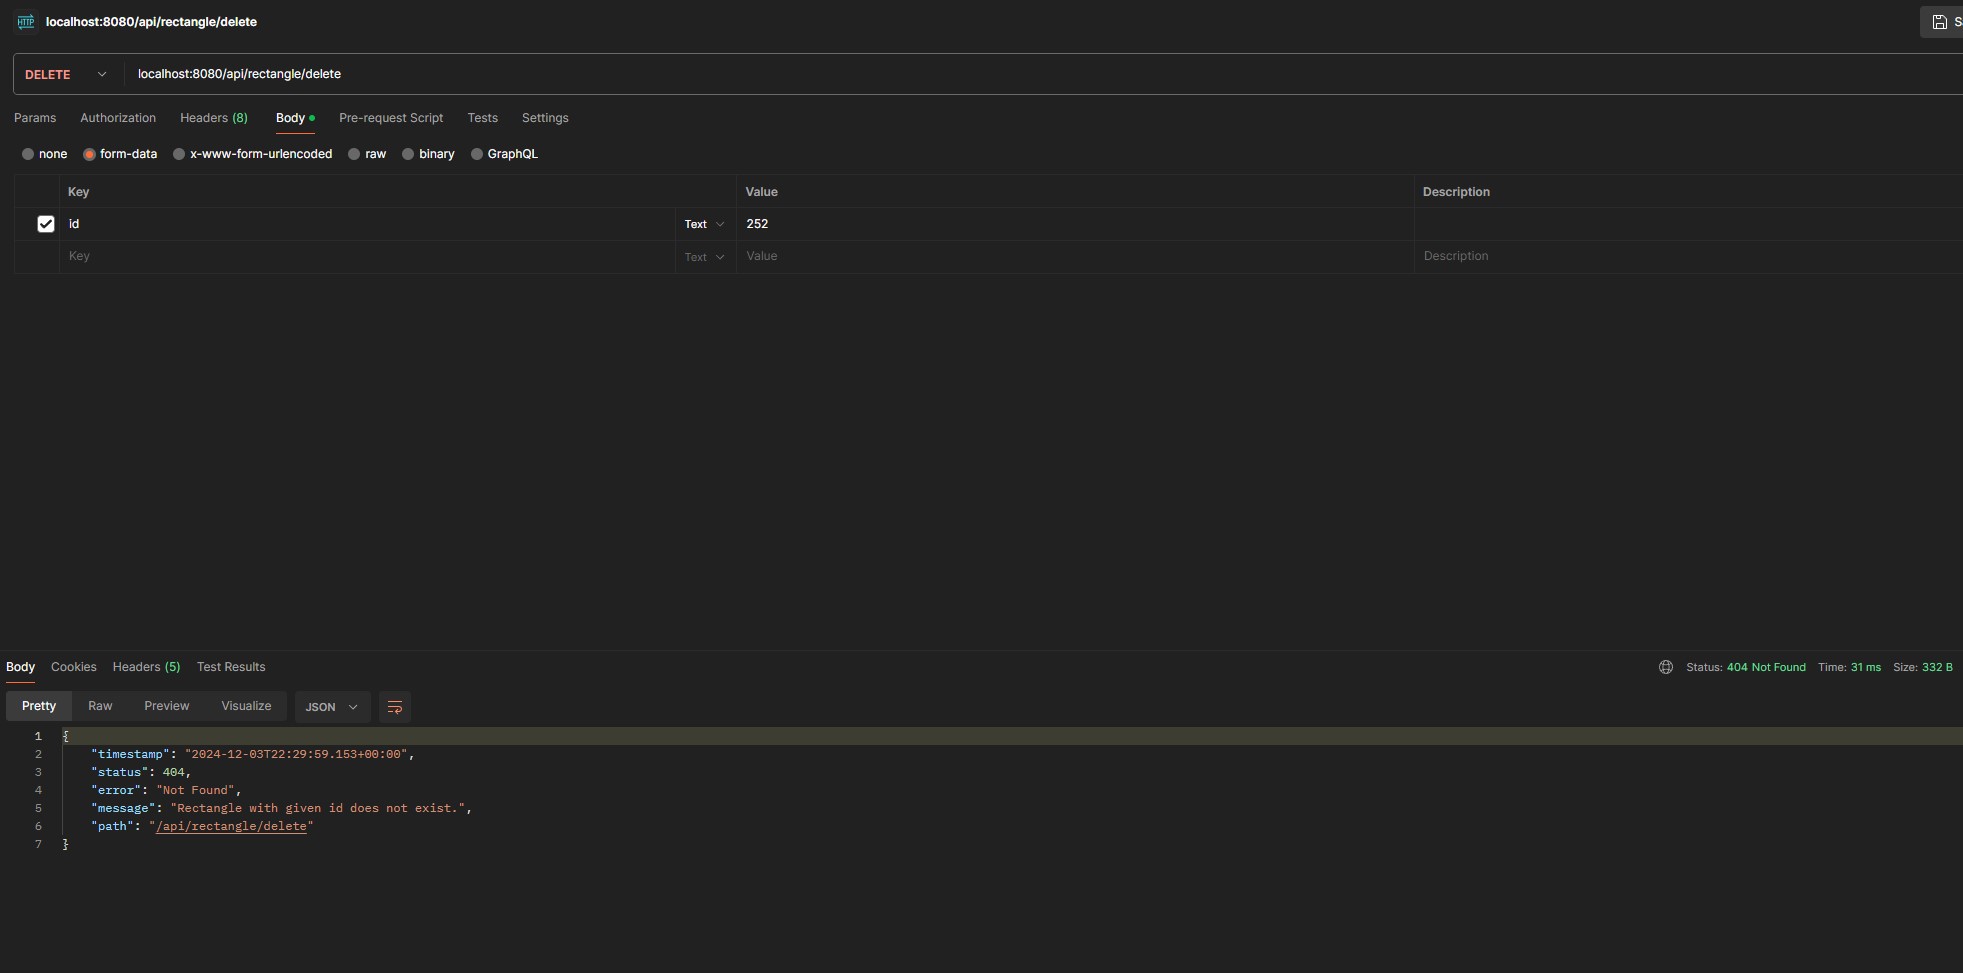 HTTP localhost:8080/api/rectangle/delete
DELETE localhost:8080/api/rectangle/delete
Params Authorization Headers (8) Body Pre-request Script Tests Settings
none form-data x-www-form-urlencoded raw binary GraphQL
Key Value Description
id Text 252
Key Text Value Description
Body Cookies Headers (5) Test Results Status: 404 Not Found Time: 31 ms Size: 332 B
Pretty Raw Preview Visualize JSON
1 {
2 "timestamp": "2024-12-03T22:29:59.153+00:00",
3 "status": 404,
4 "error": "Not Found",
5 "message": "Rectangle with given id does not exist.",
6 "path": "/api/rectangle/delete"
7 }